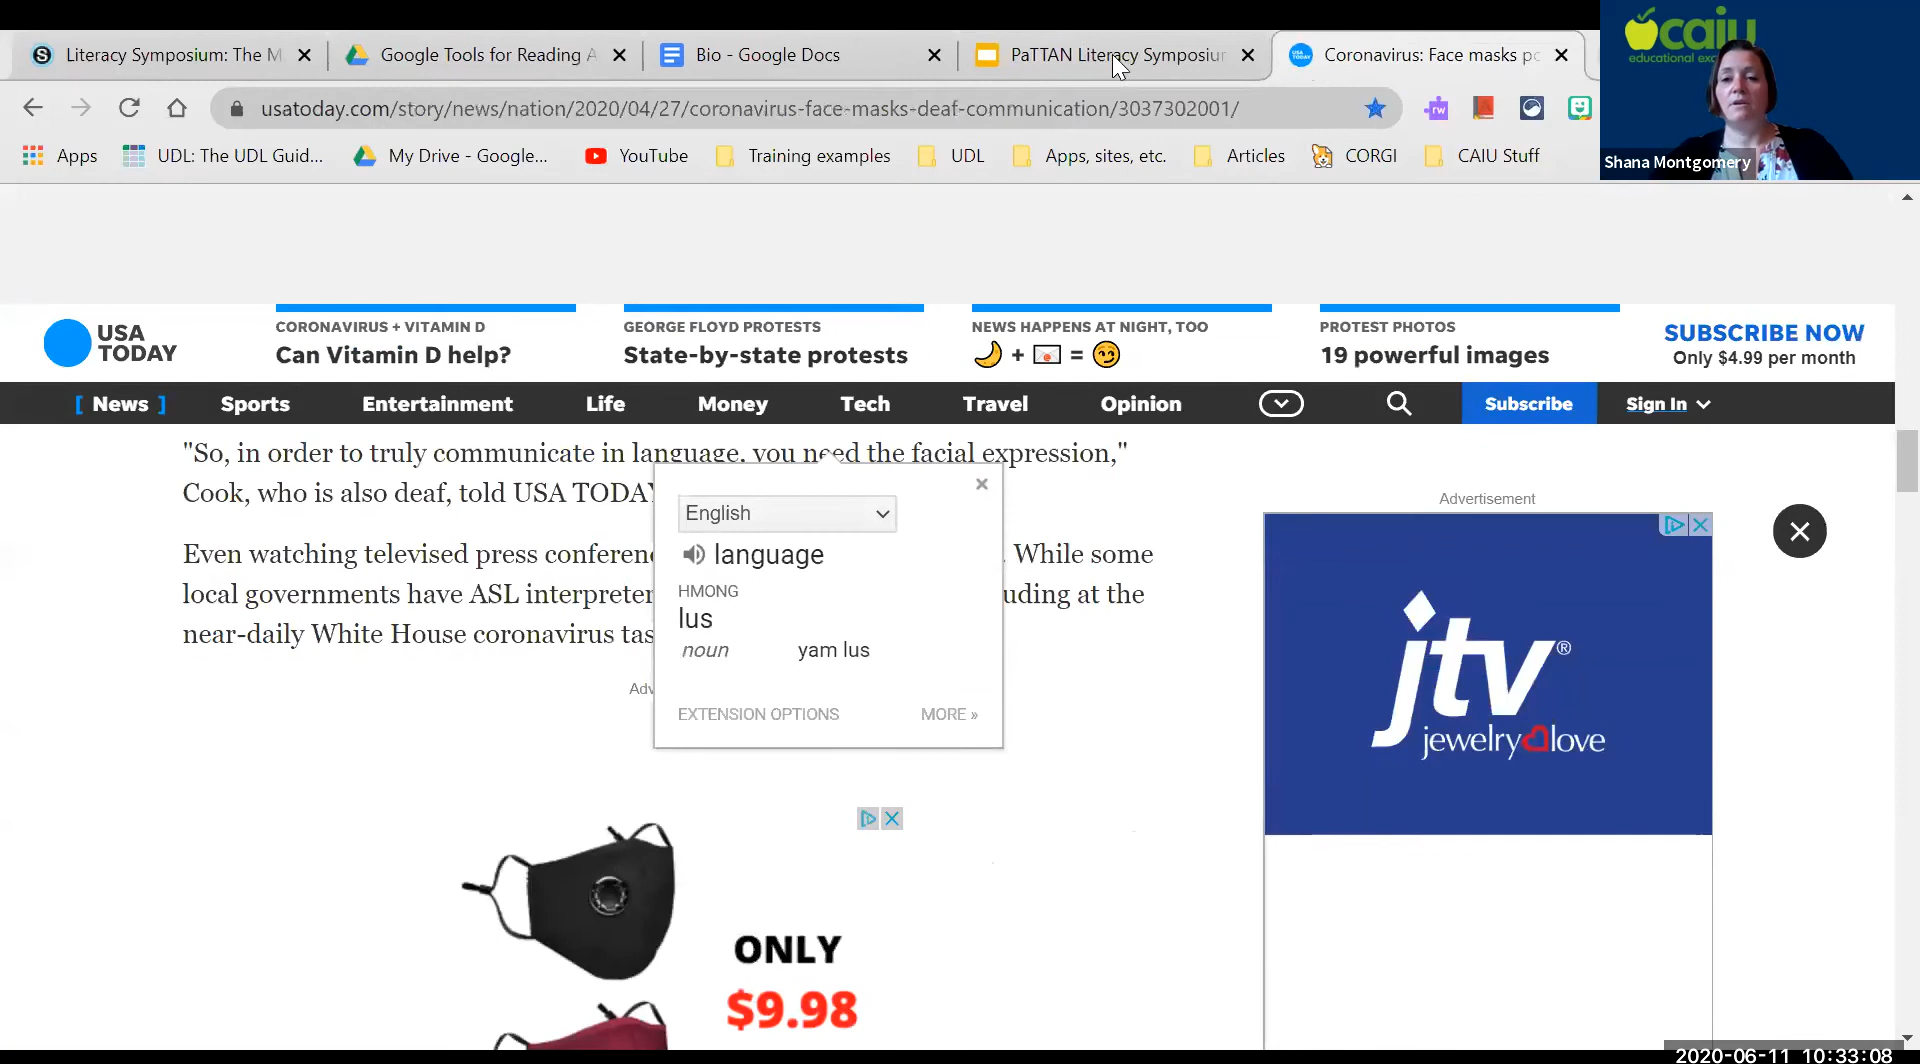 caiu
educational exc
Shana Montgomery
Literacy Symposium: The M
Google Tools for Reading A
Bio - Google Docs
PaTTAN Literacy Symposiun
Coronavirus: Face masks po
usatoday.com/story/news/nation/2020/04/27/coronavirus-face-masks-deaf-communication/3037302001/
rw
Apps
UDL: The UDL Guid...
My Drive - Google...
YouTube
Training examples
UDL
Apps, sites, etc.
Articles
CORGI
CAIU Stuff
USA
TODAY
CORONAVIRUS + VITAMIN D
Can Vitamin D help?
GEORGE FLOYD PROTESTS
State-by-state protests
NEWS HAPPENS AT NIGHT, TOO
+ =
PROTEST PHOTOS
19 powerful images
SUBSCRIBE NOW
Only $4.99 per month
[ News ]
Sports
Entertainment
Life
Money
Tech
Travel
Opinion
Subscribe
Sign In
"So, in order to truly communicate in language, you need the facial expression,"
Cook, who is also deaf, told USA TODAY
Even watching televised press conferenc . While some
local governments have ASL interpreter uding at the
near-daily White House coronavirus tas
Adv
English
language
HMONG
lus
noun yam lus
EXTENSION OPTIONS MORE »
Advertisement
jtv®
jewelry love
ONLY
$9.98
2020-06-11 10:33:08